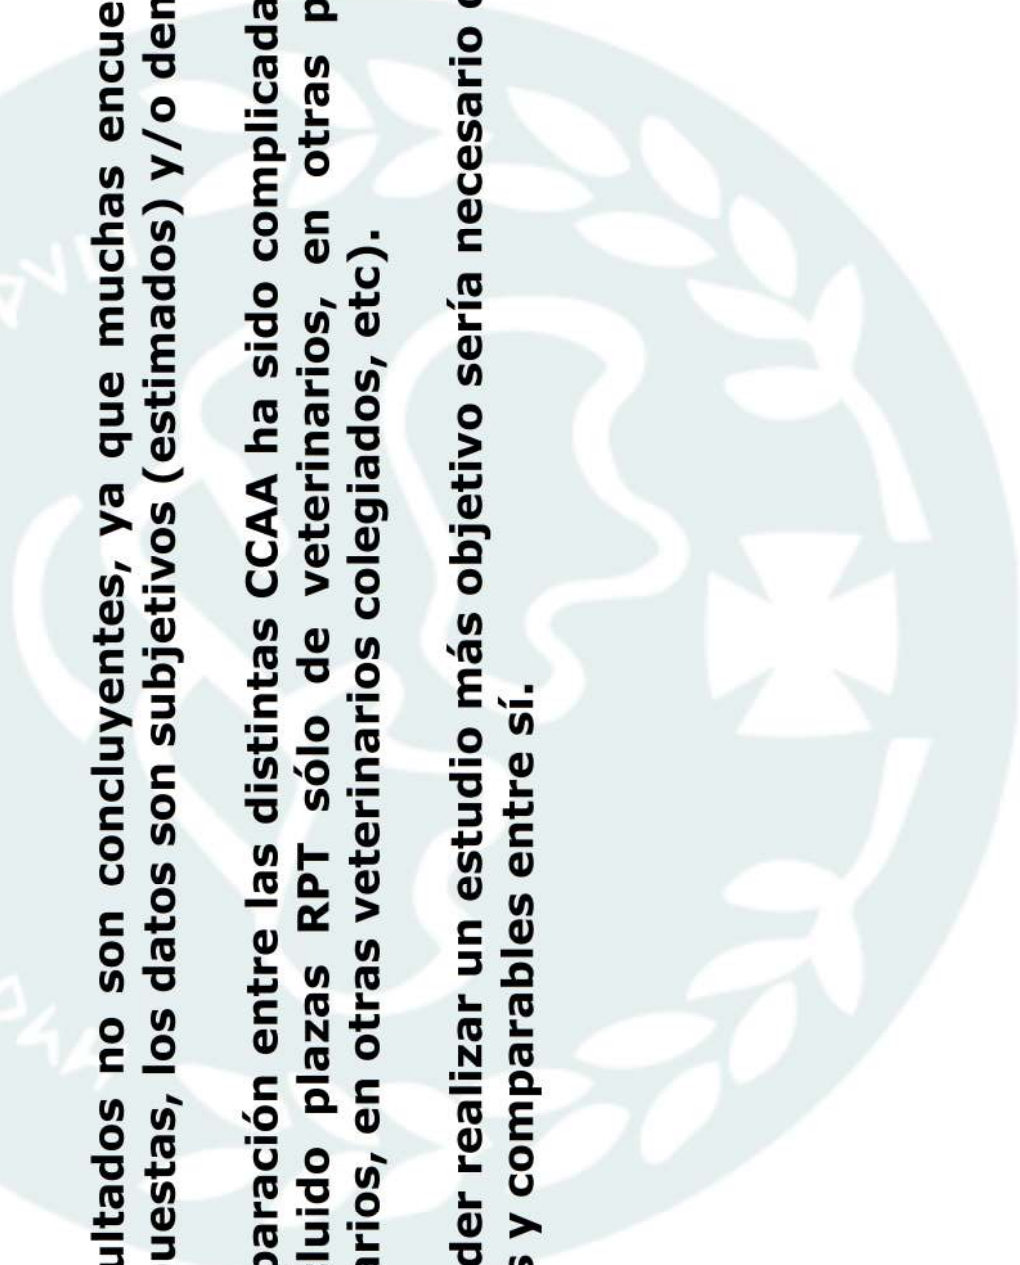 ultados no son concluyentes, ya que muchas encue
uestas, los datos son subjetivos (estimados) y/o den
paración entre las distintas CCAA ha sido complicada
luido plazas RPT sólo de veterinarios, en otras p
arios, en otras veterinarios colegiados, etc).
der realizar un estudio más objetivo sería necesario
s y comparables entre sí.